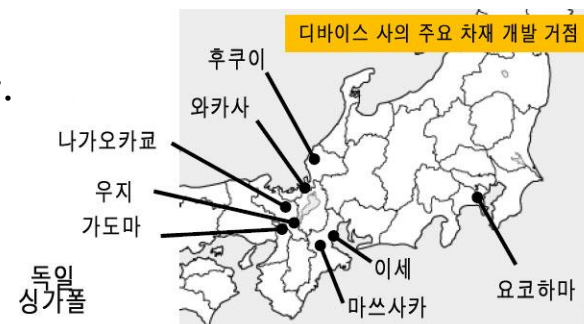 디바이스 사의 주요 차재 개발 거점
후쿠이
.
와카사
나가오카쿄
우지
가도마
이세
독일
싱가폴
마쓰사카
요코하마